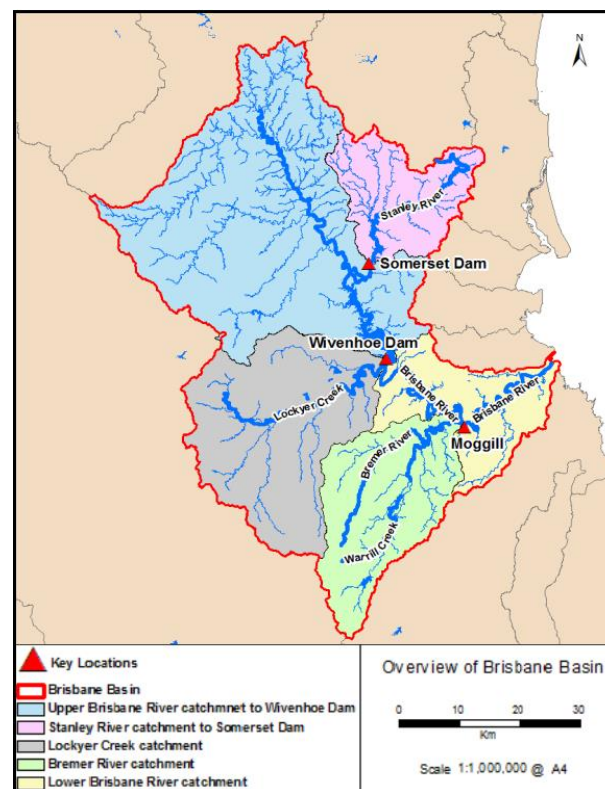 N
Stanley River
Somerset Dam
Wivenhoe Dam
Lockyer Creek
Brisbane River
Brisbane River
Moggill
Bremer River
Warrill Creek
Key Locations
Brisbane Basin
Upper Brisbane River catchmnet to Wivenhoe Dam
Stanley River catchment to Somerset Dam
Lockyer Creek catchment
Bremer River catchment
Lower Brisbane River catchment
Overview of Brisbane Basin
0 10 20 30
Km
Scale 1:1,000,000 @ A4